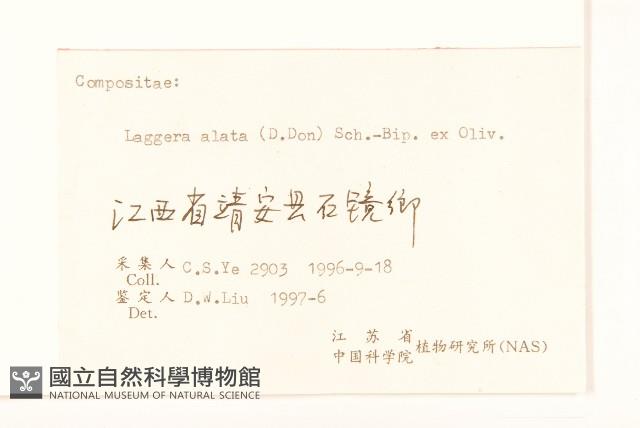 Compositae:
Laggera alata (D.Don) Sch.-Bip. ex Oliv.
江西省靖安县石镜乡
采集人 C.S.Ye 2903 1996-9-18
Coll.
鉴定人 D.W.Liu 1997-6
Det.
江苏省
中国科学院 植物研究所(NAS)
國立自然科學博物館
NATIONAL MUSEUM OF NATURAL SCIENCE